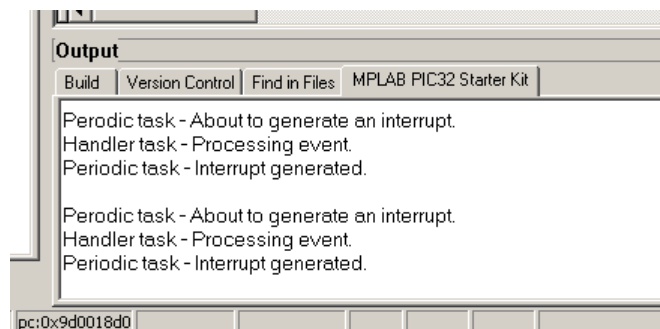 Output
Build Version Control Find in Files MPLAB PIC32 Starter Kit
Perodic task - About to generate an interrupt.
Handler task - Processing event.
Periodic task - Interrupt generated.
Perodic task - About to generate an interrupt.
Handler task - Processing event.
Periodic task - Interrupt generated.
pc:0x9d0018d0